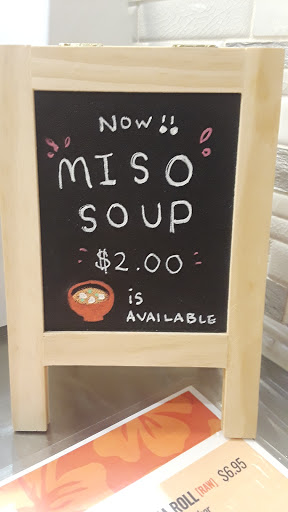 NOW!!
MISO
SOUP
$2.00
is
AVAILABLE
ROLL [RAW] $6.95